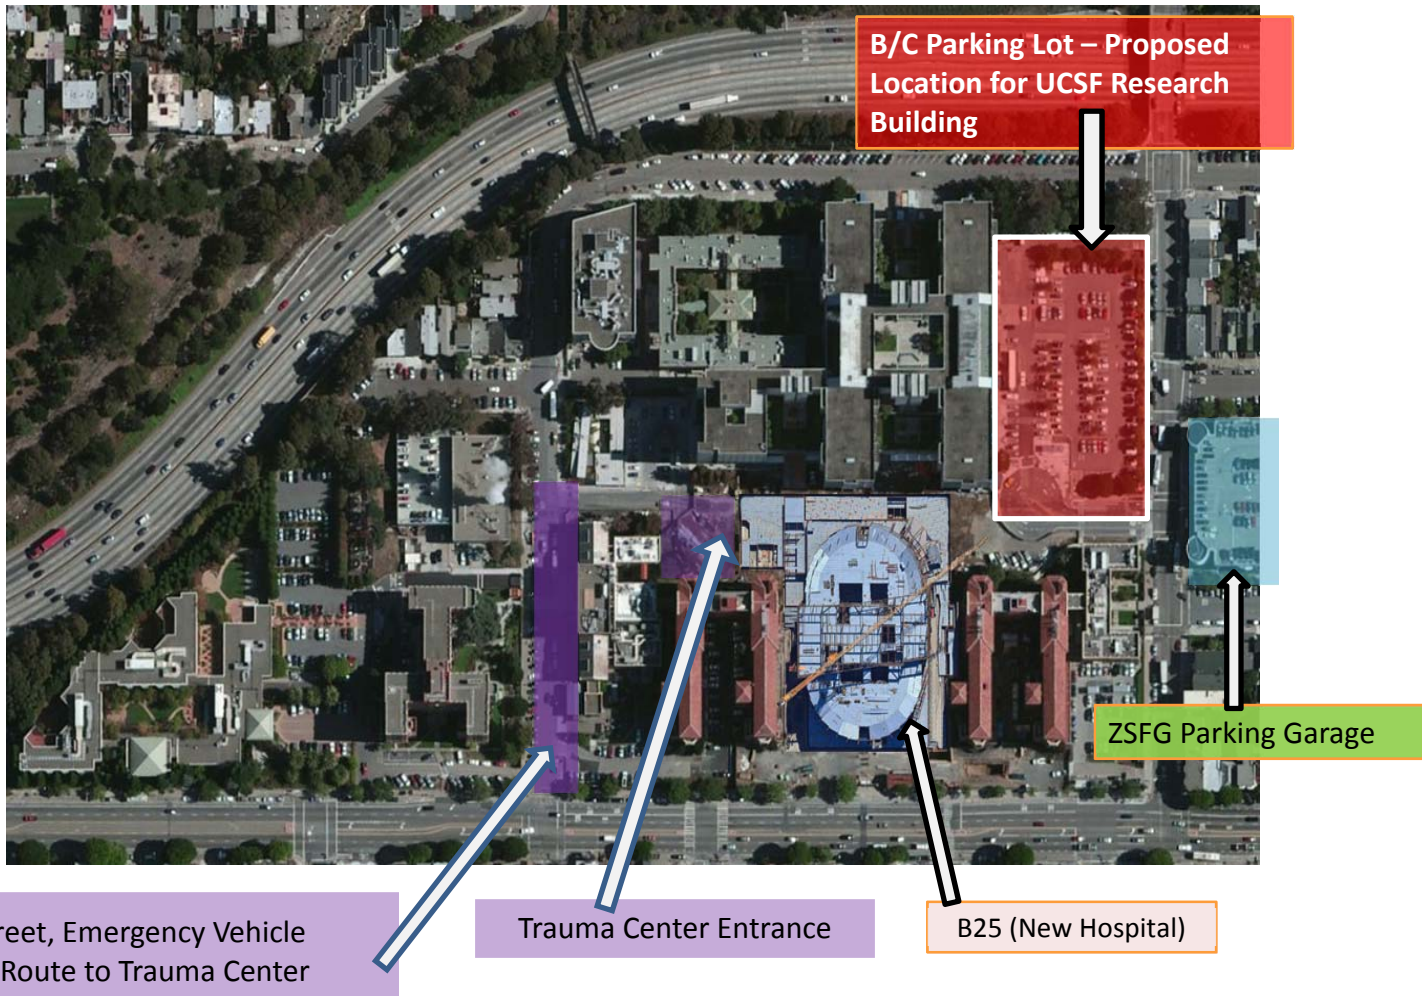 B/C Parking Lot – Proposed
Location for UCSF Research
Building
ZSFG Parking Garage
reet, Emergency Vehicle
Route to Trauma Center
Trauma Center Entrance
B25 (New Hospital)